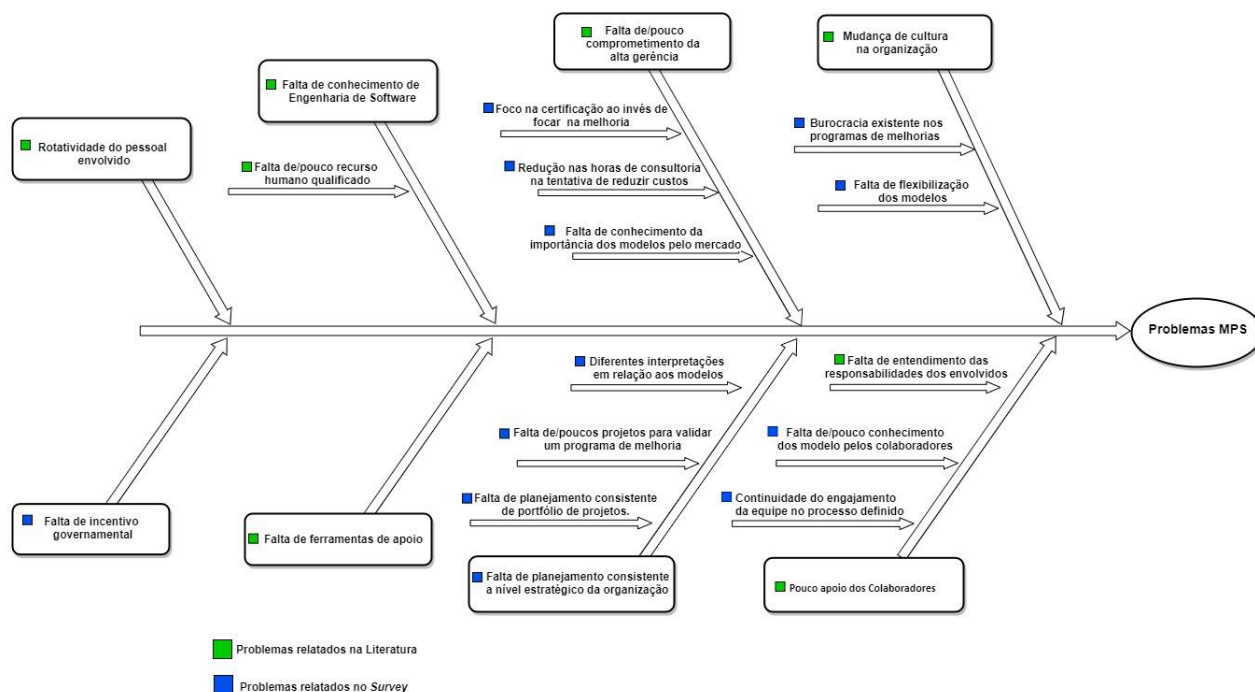 Falta de/pouco
comprometimento da
alta gerência
Mudança de cultura
na organização
Falta de conhecimento de
Engenharia de Software
Rotatividade do pessoal
envolvido
Foco na certificação ao invés de
focar na melhoria
Burocracia existente nos
programas de melhorias
Falta de/pouco recurso
humano qualificado
Redução nas horas de consultoria
na tentativa de reduzir custos
Falta de flexibilização
dos modelos
Falta de conhecimento da
importância dos modelos pelo mercado
Problemas MPS
Diferentes interpretações
em relação aos modelos
Falta de entendimento das
responsabilidades dos envolvidos
Falta de/poucos projetos para validar
um programa de melhoria
Falta de/pouco conhecimento
dos modelo pelos colaboradores
Falta de planejamento consistente
de portfólio de projetos.
Continuidade do engajamento
da equipe no processo definido
Falta de incentivo
governamental
Falta de ferramentas de apoio
Falta de planejamento consistente
a nível estratégico da organização
Pouco apoio dos Colaboradores
Problemas relatados na Literatura
Problemas relatados no Survey